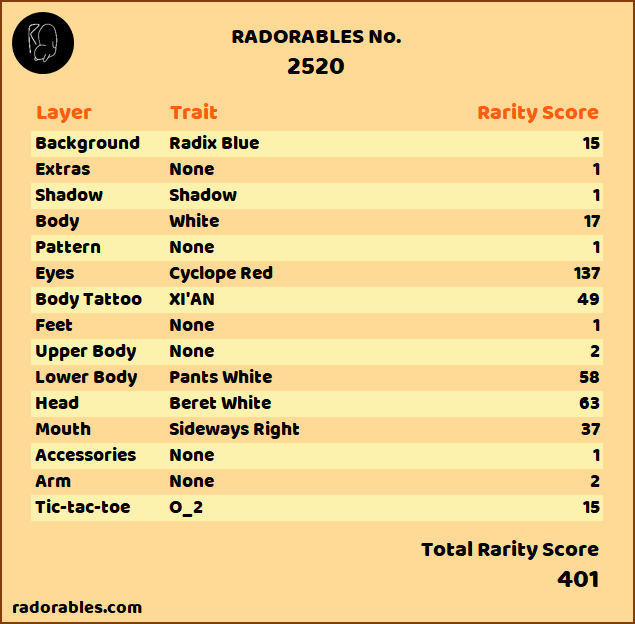 RADORABLES No.
2520
Layer Trait Rarity Score
Background Radix Blue 15
Extras None 1
Shadow Shadow 1
Body White 17
Pattern None 1
Eyes Cyclope Red 137
Body Tattoo XI'AN 49
Feet None 1
Upper Body None 2
Lower Body Pants White 58
Head Beret White 63
Mouth Sideways Right 37
Accessories None 1
Arm None 2
Tic-tac-toe O_2 15
Total Rarity Score
401
radorables.com